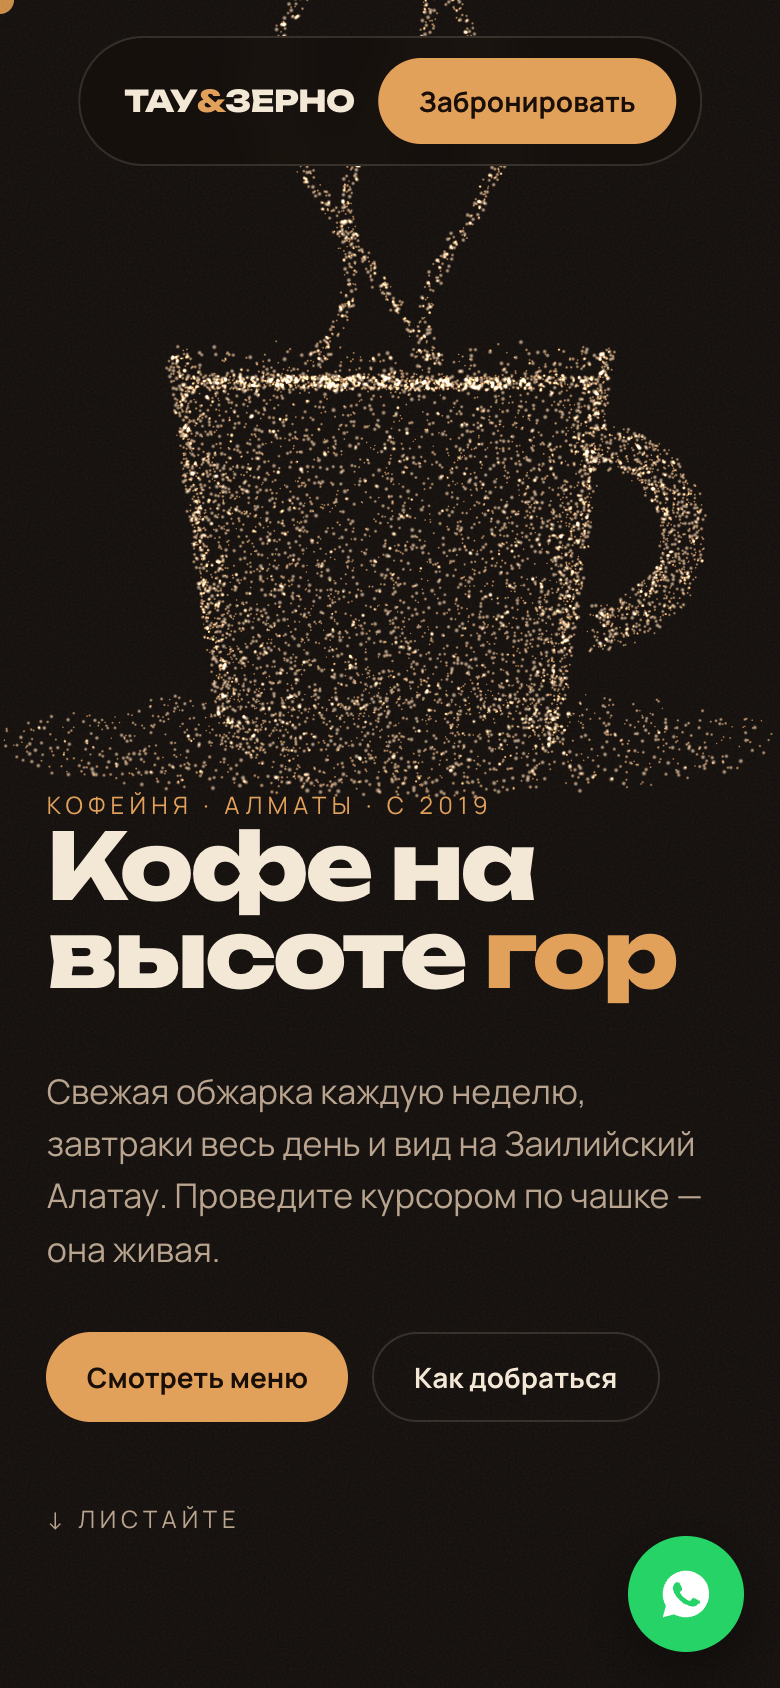 ТАУ&ЗЕРНО
Забронировать
КОФЕЙНЯ · АЛМАТЫ · С 2019
Кофе на
высоте гор
Свежая обжарка каждую неделю,
завтраки весь день и вид на Заилийский
Алатау. Проведите курсором по чашке —
она живая.
Смотреть меню
Как добраться
↓ ЛИСТАЙТЕ